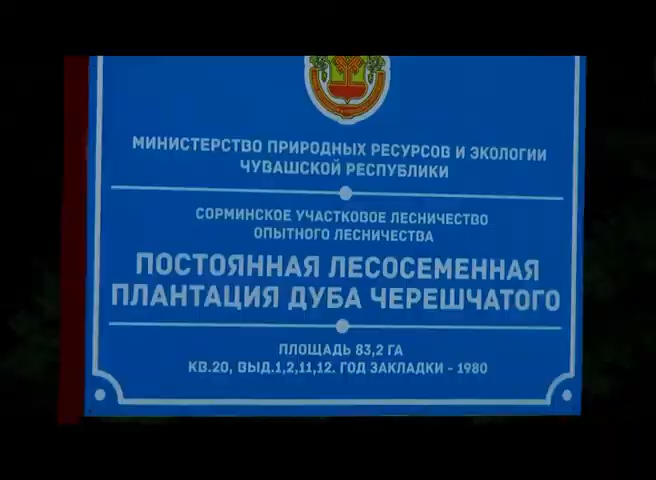 МИНИСТЕРСТВО ПРИРОДНЫХ РЕСУРСОВ И ЭКОЛОГИИ
ЧУВАШСКОЙ РЕСПУБЛИКИ
СОРМИНСКОЕ УЧАСТКОВОЕ ЛЕСНИЧЕСТВО
ОПЫТНОГО ЛЕСНИЧЕСТВА
ПОСТОЯННАЯ ЛЕСОСЕМЕННАЯ
ПЛАНТАЦИЯ ДУБА ЧЕРЕШЧАТОГО
ПЛОЩАДЬ 83,2 ГА
КВ.20, ВЫД.1,2,11,12. ГОД ЗАКЛАДКИ - 1980